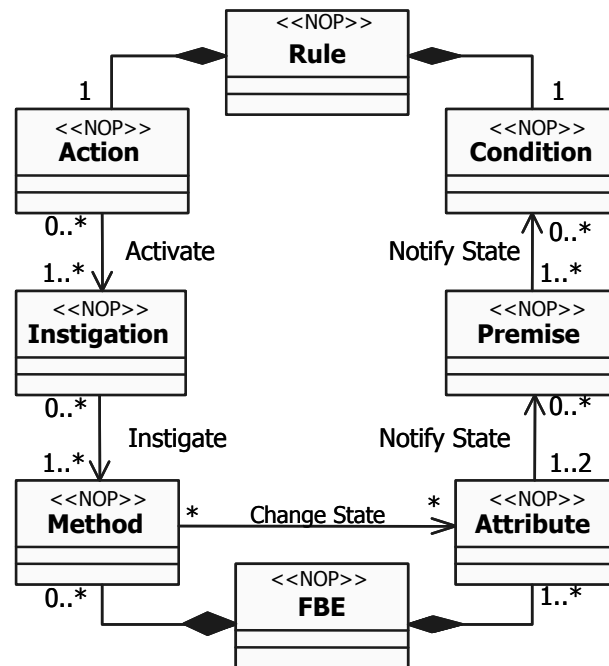 <<NOP>>
Rule
1
1
<<NOP>>
Action
<<NOP>>
Condition
0..*
0..*
Activate
Notify State
1..*
1..*
<<NOP>>
Instigation
<<NOP>>
Premise
0..*
0..*
Instigate
Notify State
1..*
1..2
<<NOP>>
Method
*
Change State
*
<<NOP>>
Attribute
0..*
<<NOP>>
FBE
1..*